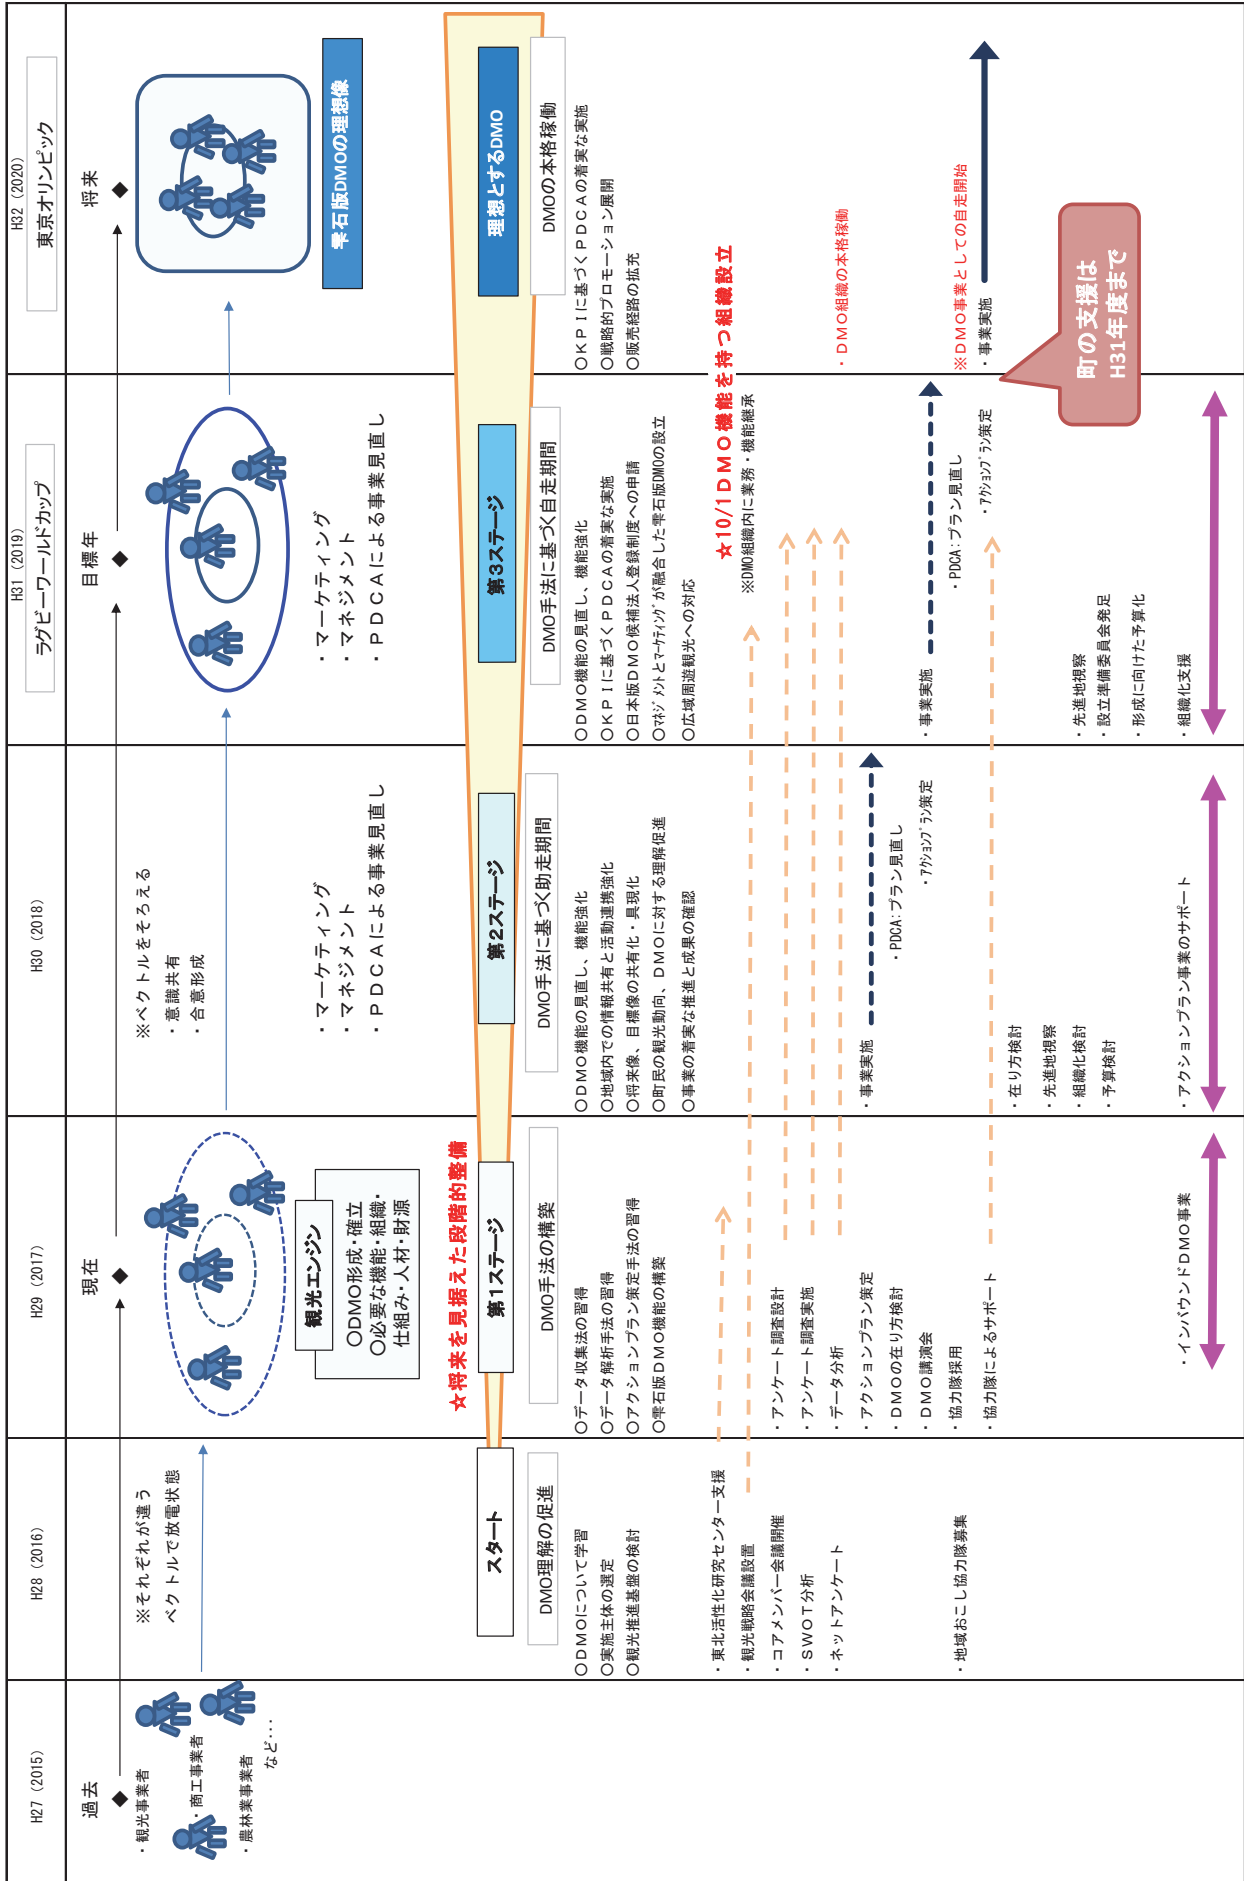 H27 (2015)
H28 (2016)
H29 (2017)
H30 (2018)
H31 (2019)
ラグビーワールドカップ
H32 (2020)
東京オリンピック
過去
現在
目標年
将来
・観光事業者
・商工事業者
・農林業事業者
など・・・
※それぞれが違う
ベクトルで放電状態
観光エンジン
〇DMO形成・確立
〇必要な機能・組織・
仕組み・人材・財源
※ベクトルをそろえる
・意識共有
・合意形成
・マーケティング
・マネジメント
・PDCAによる事業見直し
・マーケティング
・マネジメント
・PDCAによる事業見直し
雫石版DMOの理想像
☆将来を見据えた段階的整備
スタート
第1ステージ
第2ステージ
第3ステージ
理想とするDMO
DMO理解の促進
DMO手法の構築
DMO手法に基づく助走期間
DMO手法に基づく自走期間
DMOの本格稼働
〇DMOについて学習
〇実施主体の選定
〇観光推進基盤の検討
〇データ収集法の習得
〇データ解析手法の習得
〇アクションプラン策定手法の習得
〇雫石版DMO機能の構築
〇DMO機能の見直し、機能強化
〇地域内での情報共有と活動連携強化
〇将来像、目標像の共有化・具現化
〇町民の観光動向、DMOに対する理解促進
〇事業の着実な推進と成果の確認
〇DMO機能の見直し、機能強化
〇KPIに基づくPDCAの着実な実施
〇日本版DMO候補法人登録制度への申請
〇マネジメントとマーケティングが融合した雫石版DMOの設立
〇広域周遊観光への対応
〇KPIに基づくPDCAの着実な実施
〇戦略的プロモーション展開
〇販売経路の拡充
・東北活性化研究センター支援
・観光戦略会議設置
・コアメンバー会議開催
・SWOT分析
・ネットアンケート
・地域おこし協力隊募集
・アンケート調査設計
・アンケート調査実施
・データ分析
・アクションプラン策定
・DMOの在り方検討
・DMO講演会
・協力隊採用
・協力隊によるサポート
・インバウンドDMO事業
・事業実施
・PDCA:プラン見直し
・アクションプラン策定
・在り方検討
・先進地視察
・組織化検討
・予算検討
・アクションプラン事業のサポート
☆10/1DMO機能を持つ組織設立
※DMO組織内に業務・機能継承
・事業実施
・PDCA:プラン見直し
・アクションプラン策定
・先進地視察
・設立準備委員会発足
・形成に向けた予算化
・組織化支援
・DMO組織の本格稼働
※DMO事業としての自走開始
・事業実施
町の支援は
H31年度まで